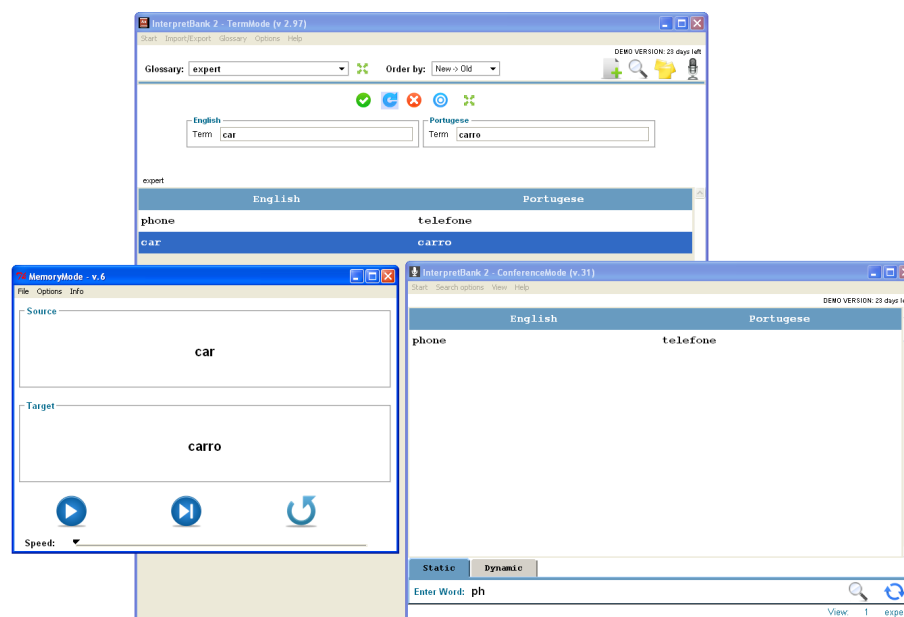 InterpretBank 2 - TermMode (v 2.97)
Start Import/Export Glossary Options Help
DEMO VERSION: 23 days left
Glossary: expert Order by: New -> Old
English Portugese
Term car Term carro
expert
English Portugese
phone telefone
car carro
MemoryMode - v.6
File Options Info
Source
car
Target
carro
Speed:
InterpretBank 2 - ConferenceMode (v.31)
Start Search options View Help
DEMO VERSION: 23 days le
English Portugese
phone telefone
Static Dynamic
Enter Word: ph
View: 1 expe